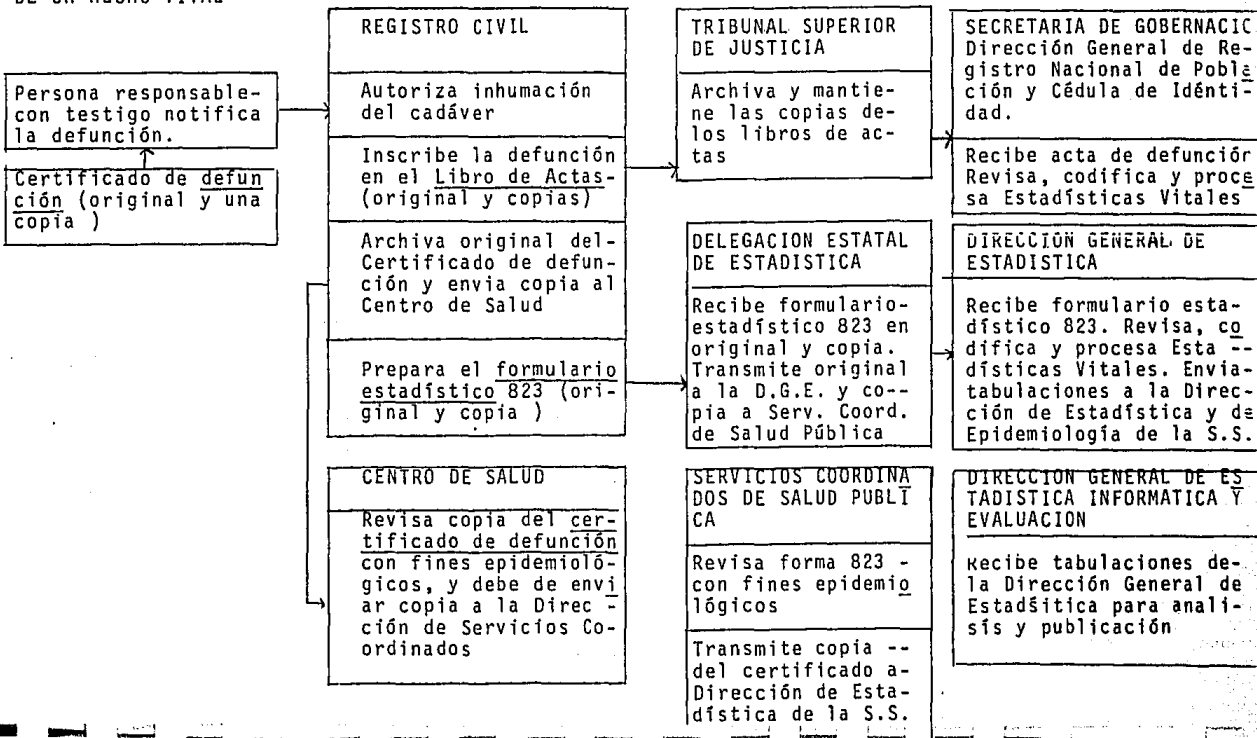 Persona responsable-
con testigo notifica
la defunción.
Certificado de defun
ción (original y una
copia )
REGISTRO CIVIL
Autoriza inhumación
del cadáver
Inscribe la defunción
en el Libro de Actas-
(original y copias)
Archiva original del-
Certificado de defun-
ción y envia copia al
Centro de Salud
Prepara el formulario
estadístico 823 (ori-
ginal y copia )
CENTRO DE SALUD
Revisa copia del cer-
tificado de defunción
con fines epidemioló-
gicos, y debe de envi
ar copia a la Direc -
ción de Servicios Co-
ordinados
TRIBUNAL SUPERIOR
DE JUSTICIA
Archiva y mantie-
ne las copias de-
los libros de ac-
tas
DELEGACION ESTATAL
DE ESTADISTICA
Recibe formulario-
estadístico 823 en
original y copia.
Transmite original
a la D.G.E. y co--
pia a Serv. Coord.
de Salud Pública
SERVICIOS COORDINA
DOS DE SALUD PUBLI
CA
Revisa forma 823 -
con fines epidemio
lógicos
Transmite copia --
del certificado a-
Dirección de Esta-
dística de la S.S.
SECRETARIA DE GOBERNACIC
Dirección General de Re-
gistro Nacional de Pobla
ción y Cédula de Idénti-
dad.
Recibe acta de defunción
Revisa, codifica y proce
sa Estadísticas Vitales
DIRECCIÓN GENERAL DE
ESTADISTICA
Recibe formulario esta-
dístico 823. Revisa, co
difica y procesa Esta --
dísticas Vitales. Envia-
tabulaciones a la Direc-
ción de Estadística y de
Epidemiología de la S.S.
DIRECCION GENERAL DE ES
TADISTICA INFORMATICA Y
EVALUACION
Recibe tabulaciones de-
la Dirección General de
Estadśitica para anali-
sís y publicación